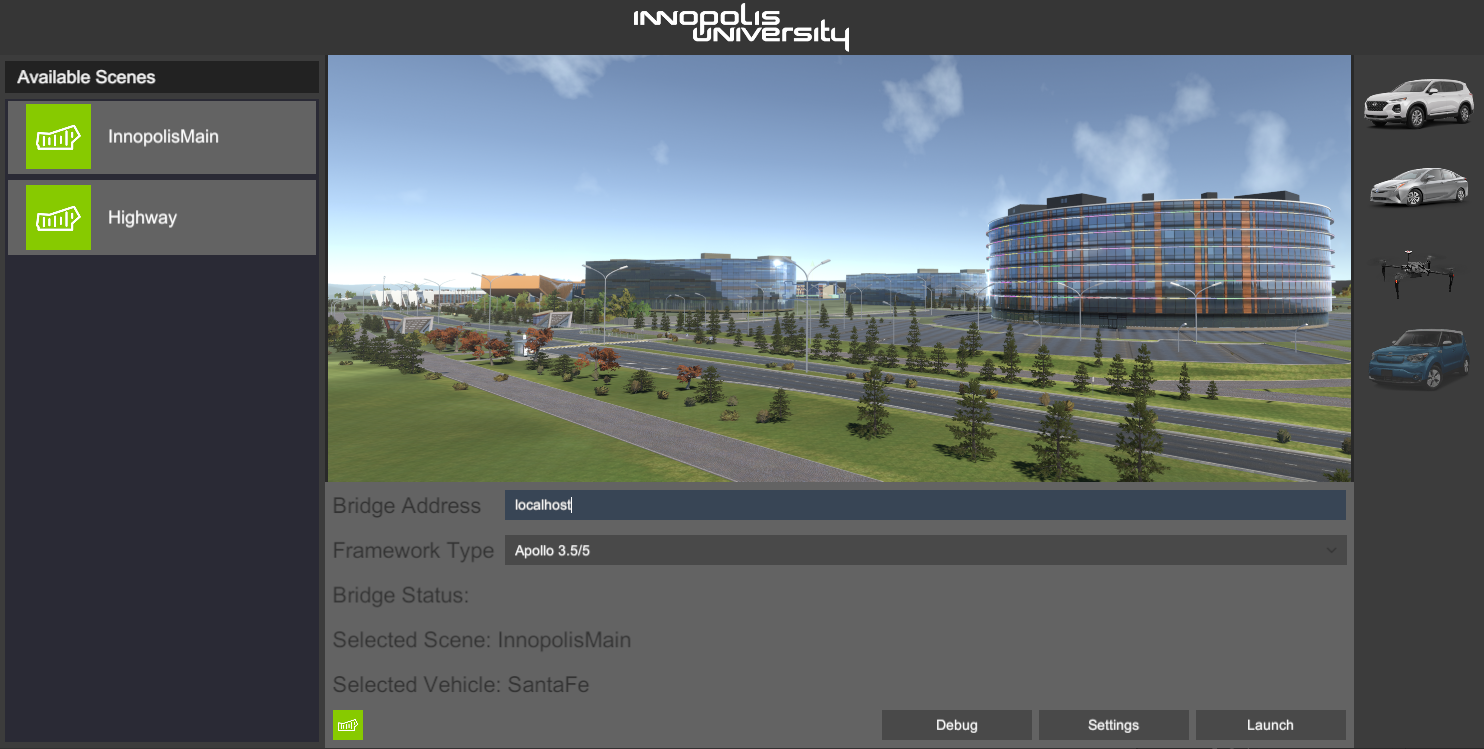 INNOPOLIS
UNIVERSITY
Available Scenes
InnopolisMain
Highway
Bridge Address
localhost
Framework Type
Apollo 3.5/5
Bridge Status:
Selected Scene: InnopolisMain
Selected Vehicle: SantaFe
Debug
Settings
Launch